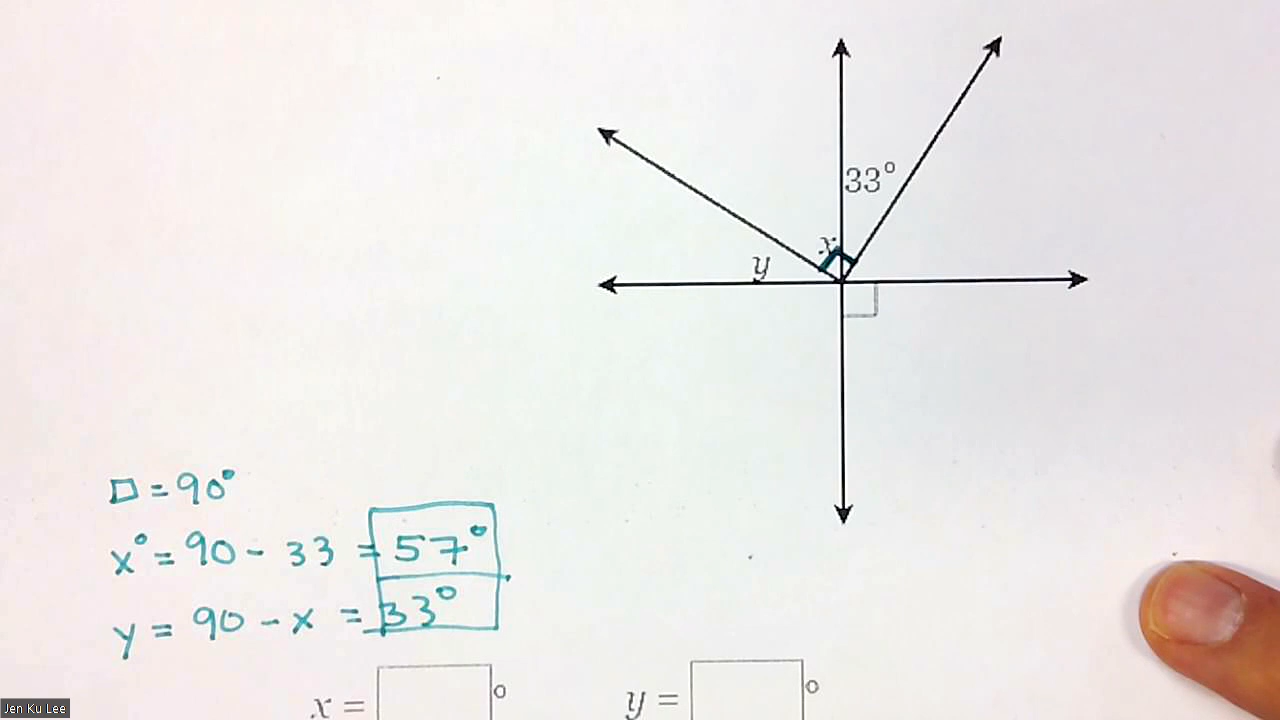 33°
x
y
□ = 90°
x° = 90 - 33 = 57°
y = 90 - x = 33°
x = °
y = °
Jen Ku Lee